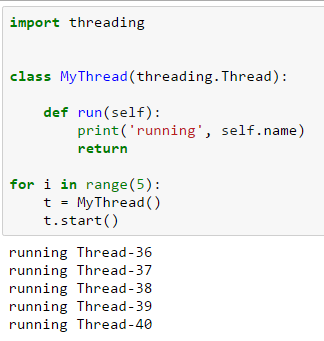 import threading
class MyThread(threading.Thread):
    def run(self):
        print('running', self.name)
        return
for i in range(5):
    t = MyThread()
    t.start()
running Thread-36
running Thread-37
running Thread-38
running Thread-39
running Thread-40